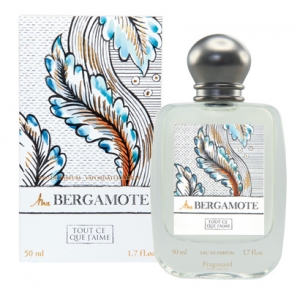 Ma BERGAMOTE
TOUT CE
QUE J'AIME
50 ml
1.7 fl.oz
BERGAMOTE
TOUT CE QUE J'AIME
50 ml
EAU DE PARFUM
1.7 fl.oz
Fragonard